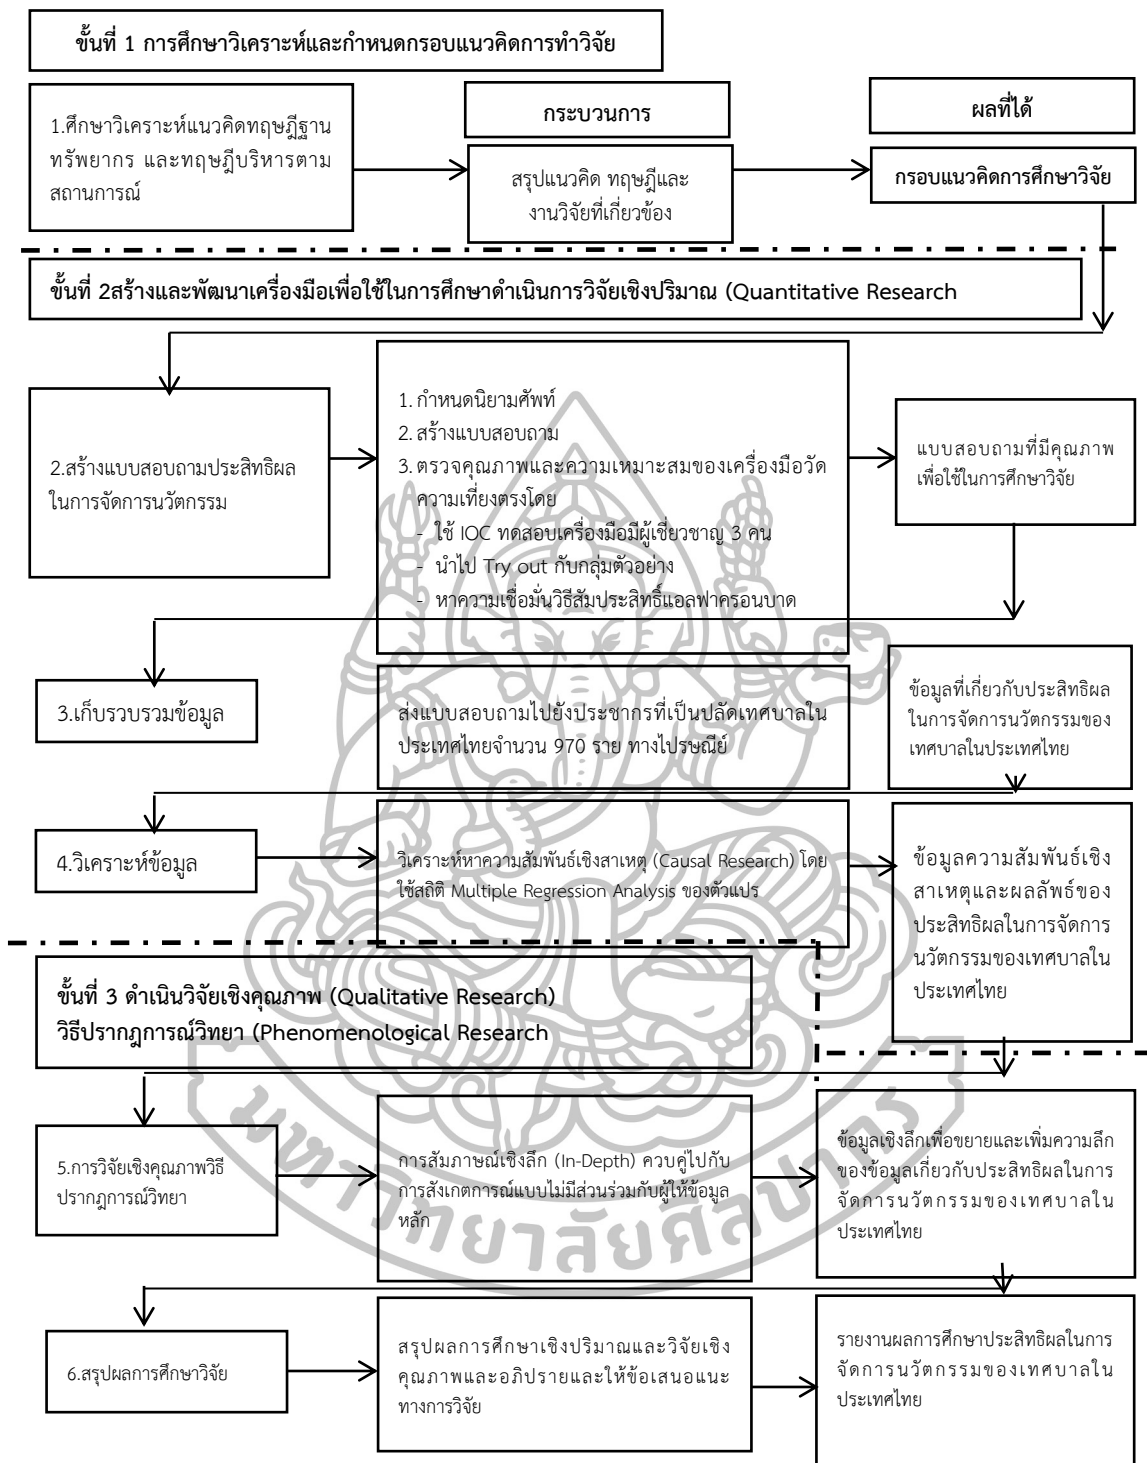 ขั้นที่ 1 การศึกษาวิเคราะห์และกำหนดกรอบแนวคิดการทำวิจัย
1.ศึกษาวิเคราะห์แนวคิดทฤษฎีฐาน
ทรัพยากร และทฤษฎีบริหารตาม
สถานการณ์
กระบวนการ
สรุปแนวคิด ทฤษฎีและ
งานวิจัยที่เกี่ยวข้อง
ผลที่ได้
กรอบแนวคิดการศึกษาวิจัย
ขั้นที่ 2สร้างและพัฒนาเครื่องมือเพื่อใช้ในการศึกษาดำเนินการวิจัยเชิงปริมาณ (Quantitative Research
2.สร้างแบบสอบถามประสิทธิผล
ในการจัดการนวัตกรรม
1. กำหนดนิยามศัพท์
2. สร้างแบบสอบถาม
3. ตรวจคุณภาพและความเหมาะสมของเครื่องมือวัด
ความเที่ยงตรงโดย
- ใช้ IOC ทดสอบเครื่องมือมีผู้เชี่ยวชาญ 3 คน
- นำไป Try out กับกลุ่มตัวอย่าง
- หาความเชื่อมั่นวิธีสัมประสิทธิ์แอลฟาครอนบาด
แบบสอบถามที่มีคุณภาพ
เพื่อใช้ในการศึกษาวิจัย
3.เก็บรวบรวมข้อมูล
ส่งแบบสอบถามไปยังประชากรที่เป็นปลัดเทศบาลใน
ประเทศไทยจำนวน 970 ราย ทางไปรษณีย์
ข้อมูลที่เกี่ยวกับประสิทธิผล
ในการจัดการนวัตกรรมของ
เทศบาลในประเทศไทย
4.วิเคราะห์ข้อมูล
วิเคราะห์หาความสัมพันธ์เชิงสาเหตุ (Causal Research) โดย
ใช้สถิติ Multiple Regression Analysis ของตัวแปร
ข้อมูลความสัมพันธ์เชิง
สาเหตุและผลลัพธ์ของ
ประสิทธิผลในการจัดการ
นวัตกรรมของเทศบาลใน
ประเทศไทย
ขั้นที่ 3 ดำเนินวิจัยเชิงคุณภาพ (Qualitative Research)
วิธีปรากฏการณ์วิทยา (Phenomenological Research
5.การวิจัยเชิงคุณภาพวิธี
ปรากฏการณ์วิทยา
การสัมภาษณ์เชิงลึก (In-Depth) ควบคู่ไปกับ
การสังเกตการณ์แบบไม่มีส่วนร่วมกับผู้ให้ข้อมูล
หลัก
ข้อมูลเชิงลึกเพื่อขยายและเพิ่มความลึก
ของข้อมูลเกี่ยวกับประสิทธิผลในการ
จัดการนวัตกรรมของเทศบาลใน
ประเทศไทย
มหาวิทยาลัยศิลปากร
6.สรุปผลการศึกษาวิจัย
สรุปผลการศึกษาเชิงปริมาณและวิจัยเชิง
คุณภาพและอภิปรายและให้ข้อเสนอแนะ
ทางการวิจัย
รายงานผลการศึกษาประสิทธิผลในการ
จัดการนวัตกรรมของเทศบาลใน
ประเทศไทย